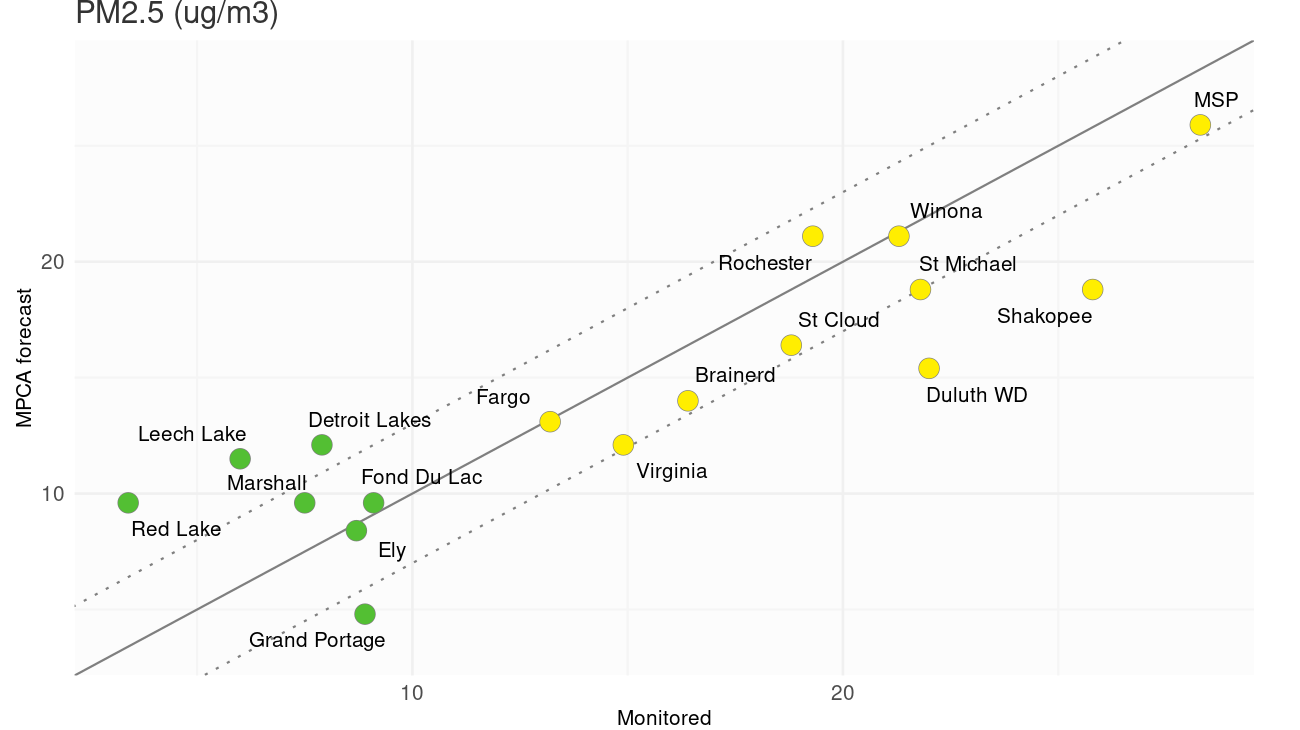 PM2.5 (ug/m3)
MSP
Winona
Rochester
St Michael
Shakopee
St Cloud
Brainerd
Duluth WD
Fargo
Detroit Lakes
Leech Lake
Virginia
Marshall
Fond Du Lac
Red Lake
Ely
Grand Portage
20
10
MPCA forecast
10
20
Monitored